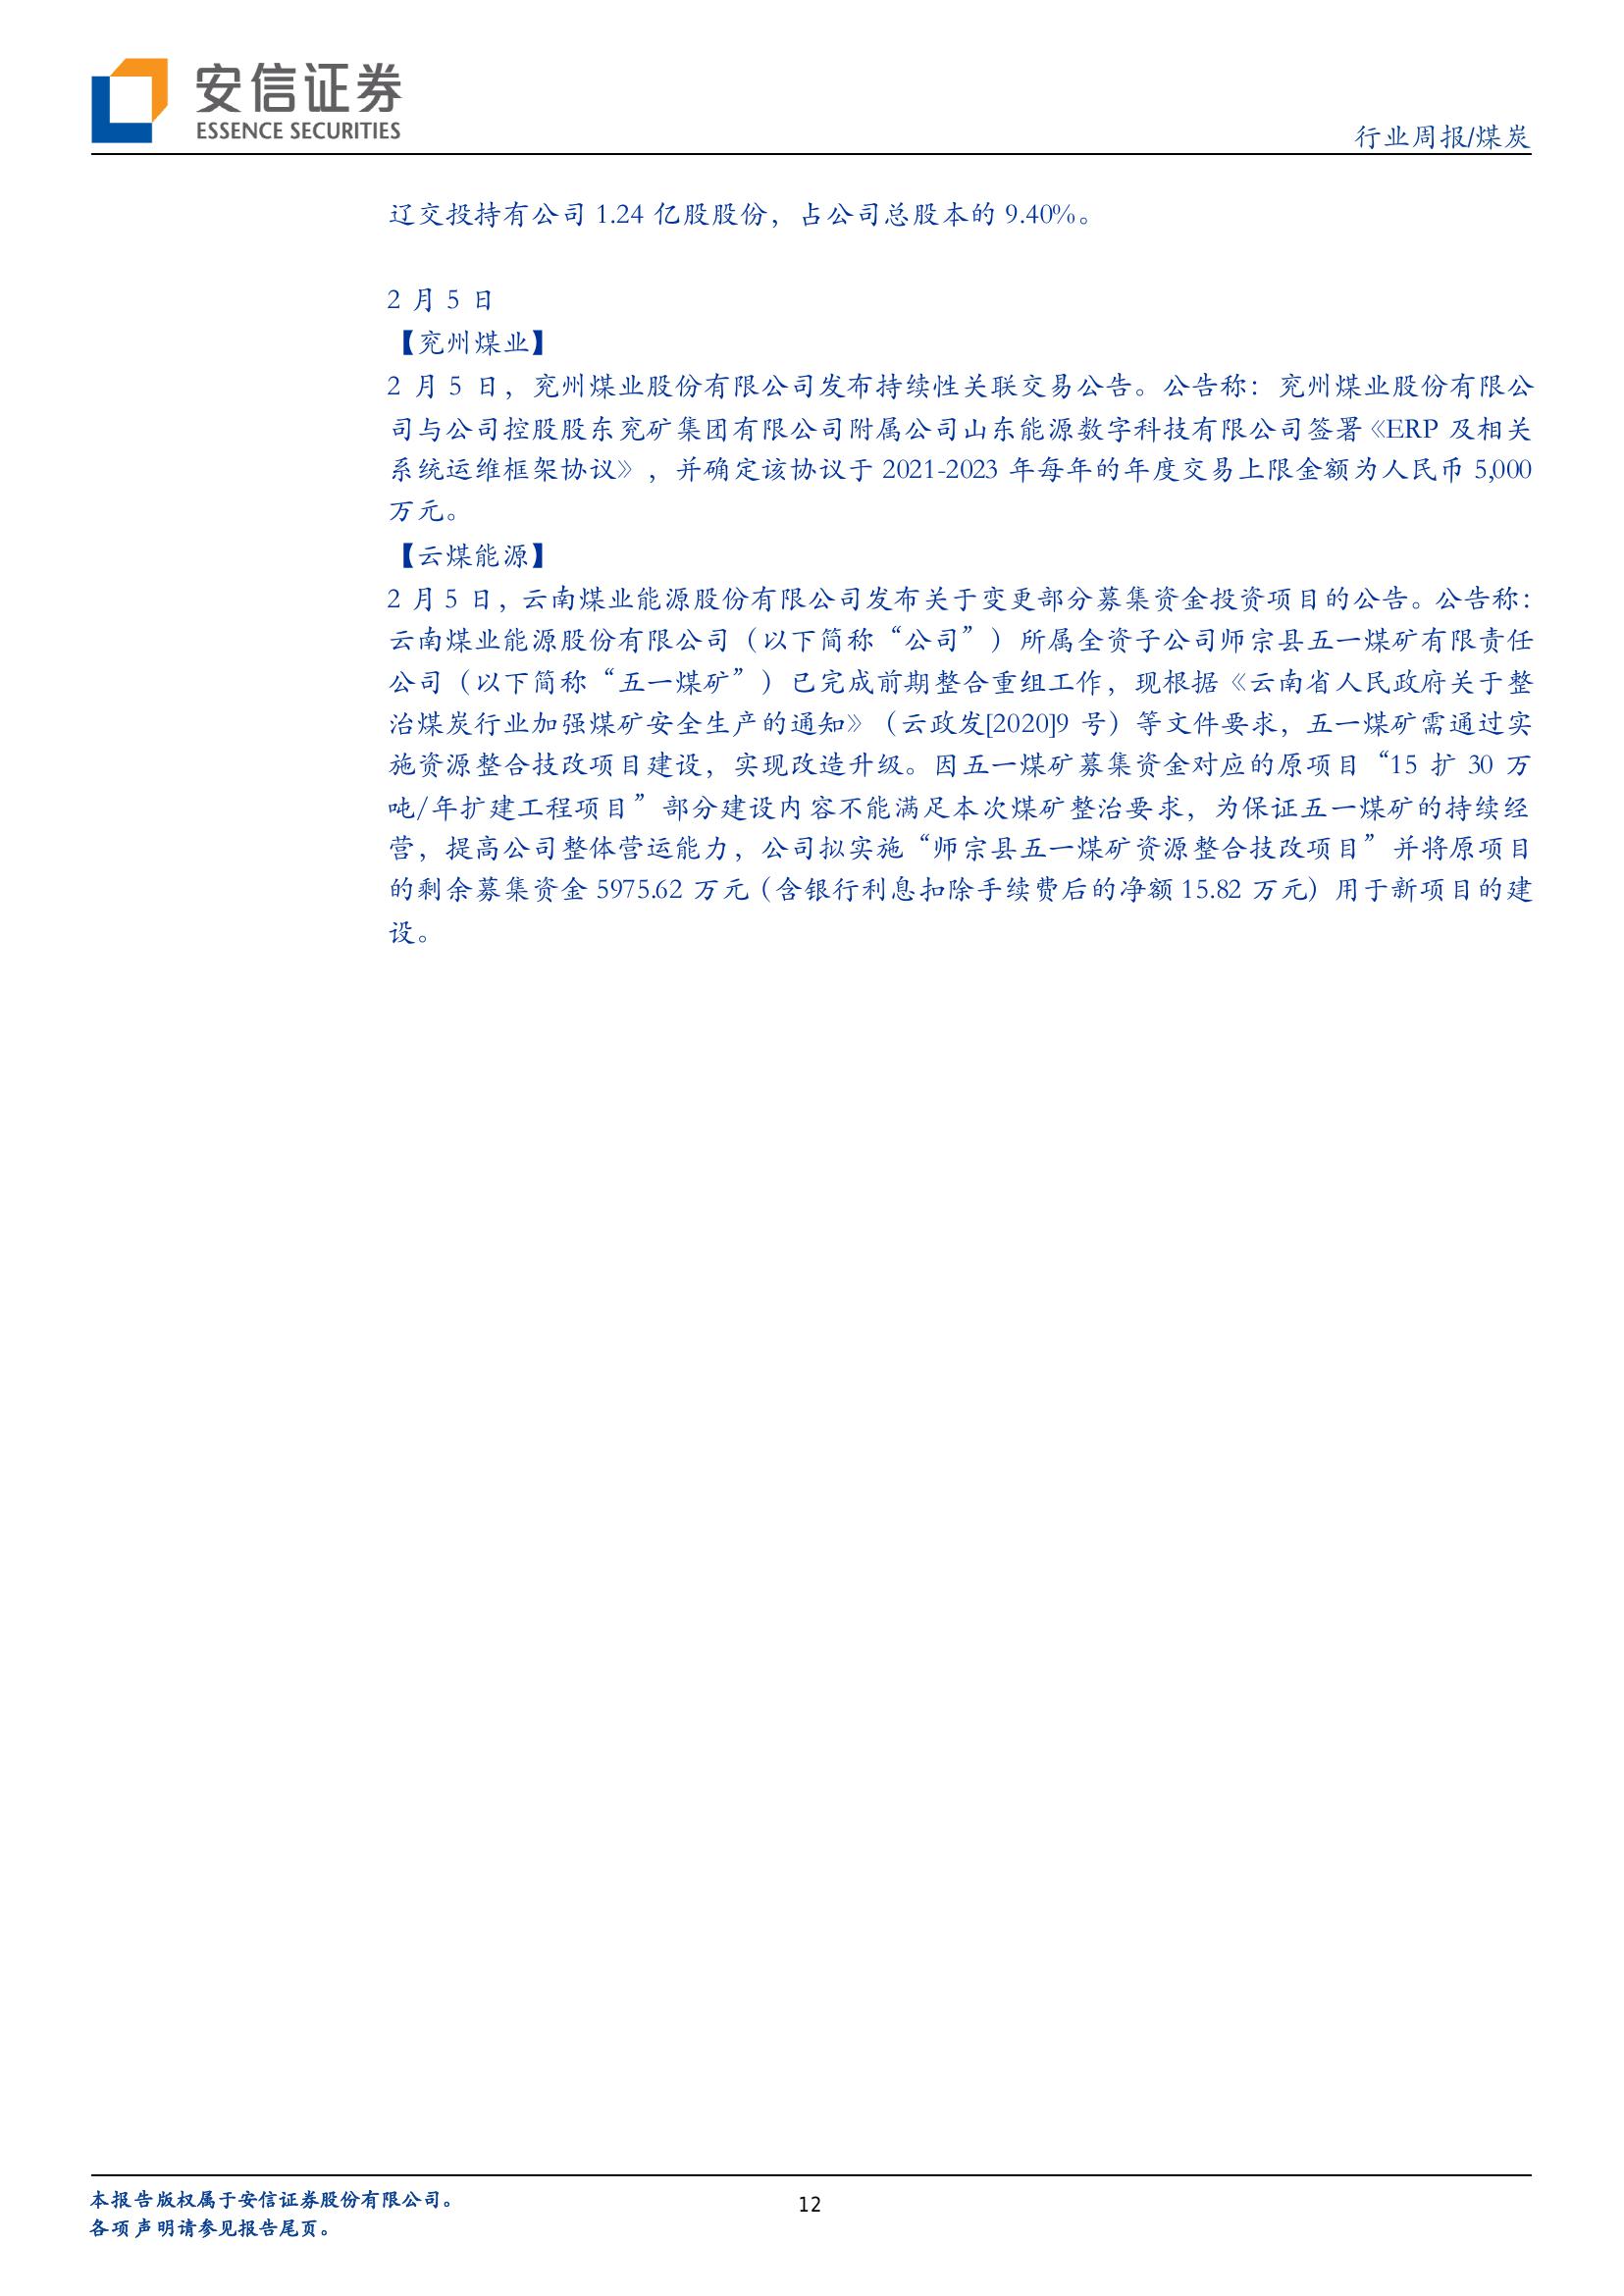 安信证券
ESSENCE SECURITIES
行业周报/煤炭
辽交投持有公司 1.24 亿股股份，占公司总股本的 9.40%。
2 月 5 日
【兖州煤业】
2 月 5 日，兖州煤业股份有限公司发布持续性关联交易公告。公告称：兖州煤业股份有限公
司与公司控股股东兖矿集团有限公司附属公司山东能源数字科技有限公司签署《ERP 及相关
系统运维框架协议》，并确定该协议于 2021-2023 年每年的年度交易上限金额为人民币 5,000
万元。
【云煤能源】
2 月 5 日，云南煤业能源股份有限公司发布关于变更部分募集资金投资项目的公告。公告称：
云南煤业能源股份有限公司（以下简称“公司”）所属全资子公司师宗县五一煤矿有限责任
公司（以下简称“五一煤矿”）已完成前期整合重组工作，现根据《云南省人民政府关于整
治煤炭行业加强煤矿安全生产的通知》（云政发[2020]9 号）等文件要求，五一煤矿需通过实
施资源整合技改项目建设，实现改造升级。因五一煤矿募集资金对应的原项目“15 扩 30 万
吨/年扩建工程项目”部分建设内容不能满足本次煤矿整治要求，为保证五一煤矿的持续经
营，提高公司整体营运能力，公司拟实施“师宗县五一煤矿资源整合技改项目”并将原项目
的剩余募集资金 5975.62 万元（含银行利息扣除手续费后的净额 15.82 万元）用于新项目的建
设。
本报告版权属于安信证券股份有限公司。
各项声明请参见报告尾页。
12